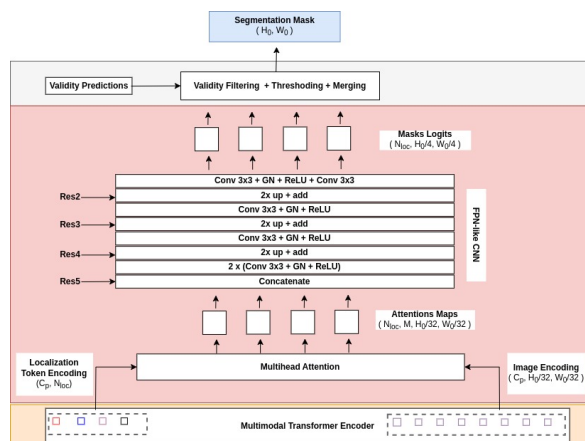 Segmentation Mask
( H0, W0 )
Validity Predictions
Validity Filtering + Threshoding + Merging
Masks Logits
( Nloc, H0/4, W0/4 )
Conv 3x3 + GN + ReLU + Conv 3x3
Res2
2x up + add
Conv 3x3 + GN + ReLU
Res3
2x up + add
Conv 3x3 + GN + ReLU
Res4
2x up + add
2 x (Conv 3x3 + GN + ReLU)
Res5
Concatenate
FPN-like CNN
Attentions Maps
( Nloc, M, H0/32, W0/32 )
Localization
Token Encoding
(Cp, Nloc)
Multihead Attention
Image Encoding
( Cp, H0/32, W0/32 )
Multimodal Transformer Encoder